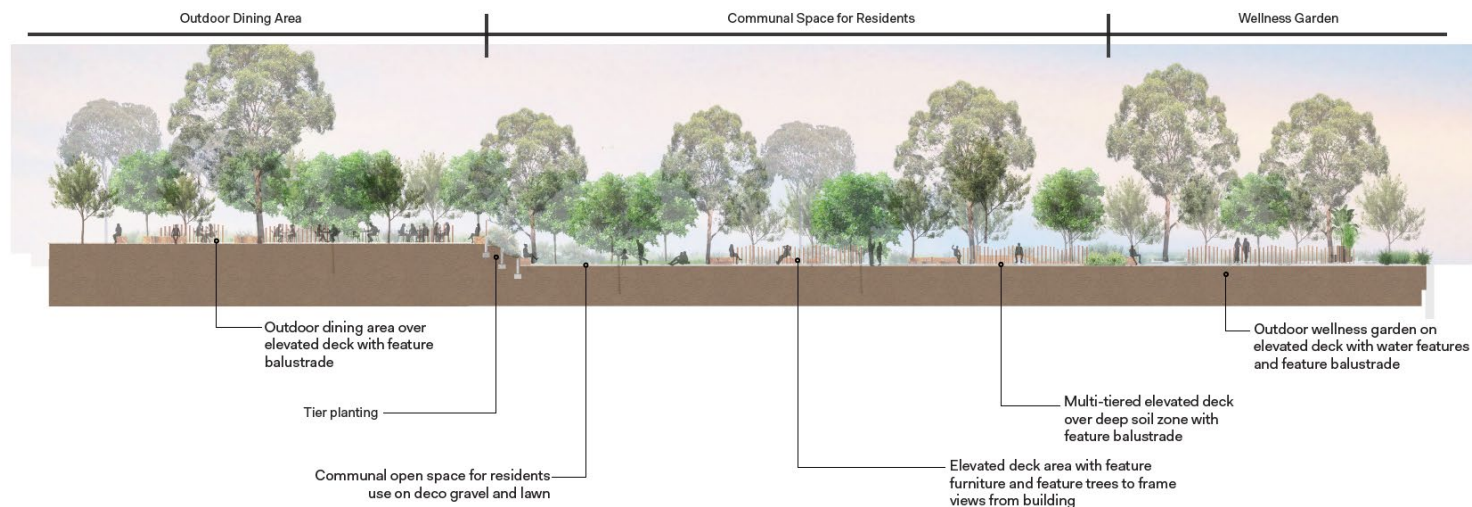 Outdoor Dining Area
Communal Space for Residents
Wellness Garden
Outdoor dining area over
elevated deck with feature
balustrade
Tier planting
Communal open space for residents
use on deco gravel and lawn
Elevated deck area with feature
furniture and feature trees to frame
views from building
Multi-tiered elevated deck
over deep soil zone with
feature balustrade
Outdoor wellness garden on
elevated deck with water features
and feature balustrade